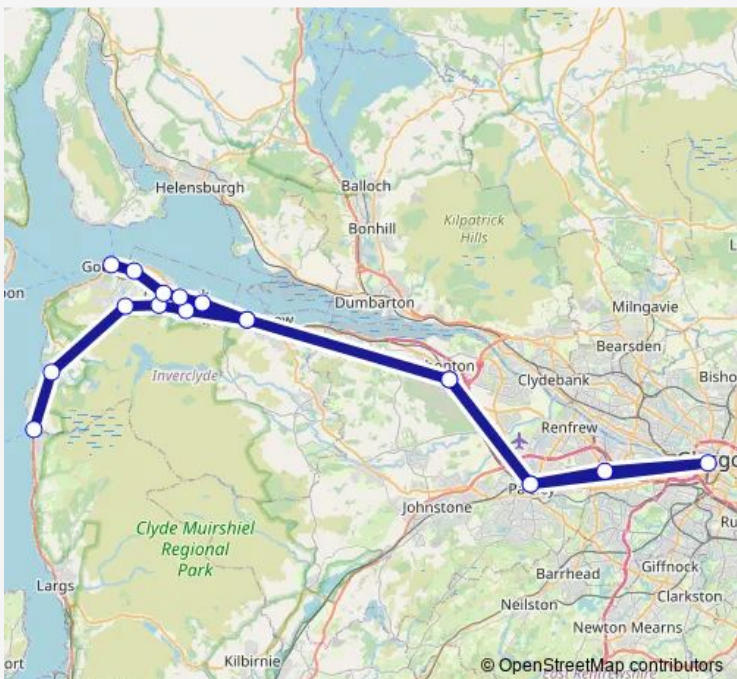 Helensburgh
Balloch
Bonhill
Kilpatrick
Hills
Dumbarton
Milngavie
Bearsden
Clydebank
Inverclyde
Renfrew
Johnstone
Clyde Muirshiel
Regional
Park
Largs
Barrhead
Giffnock
Clarkston
Neilston
Newton Mearns
Kilbirnie
© OpenStreetMap contributors